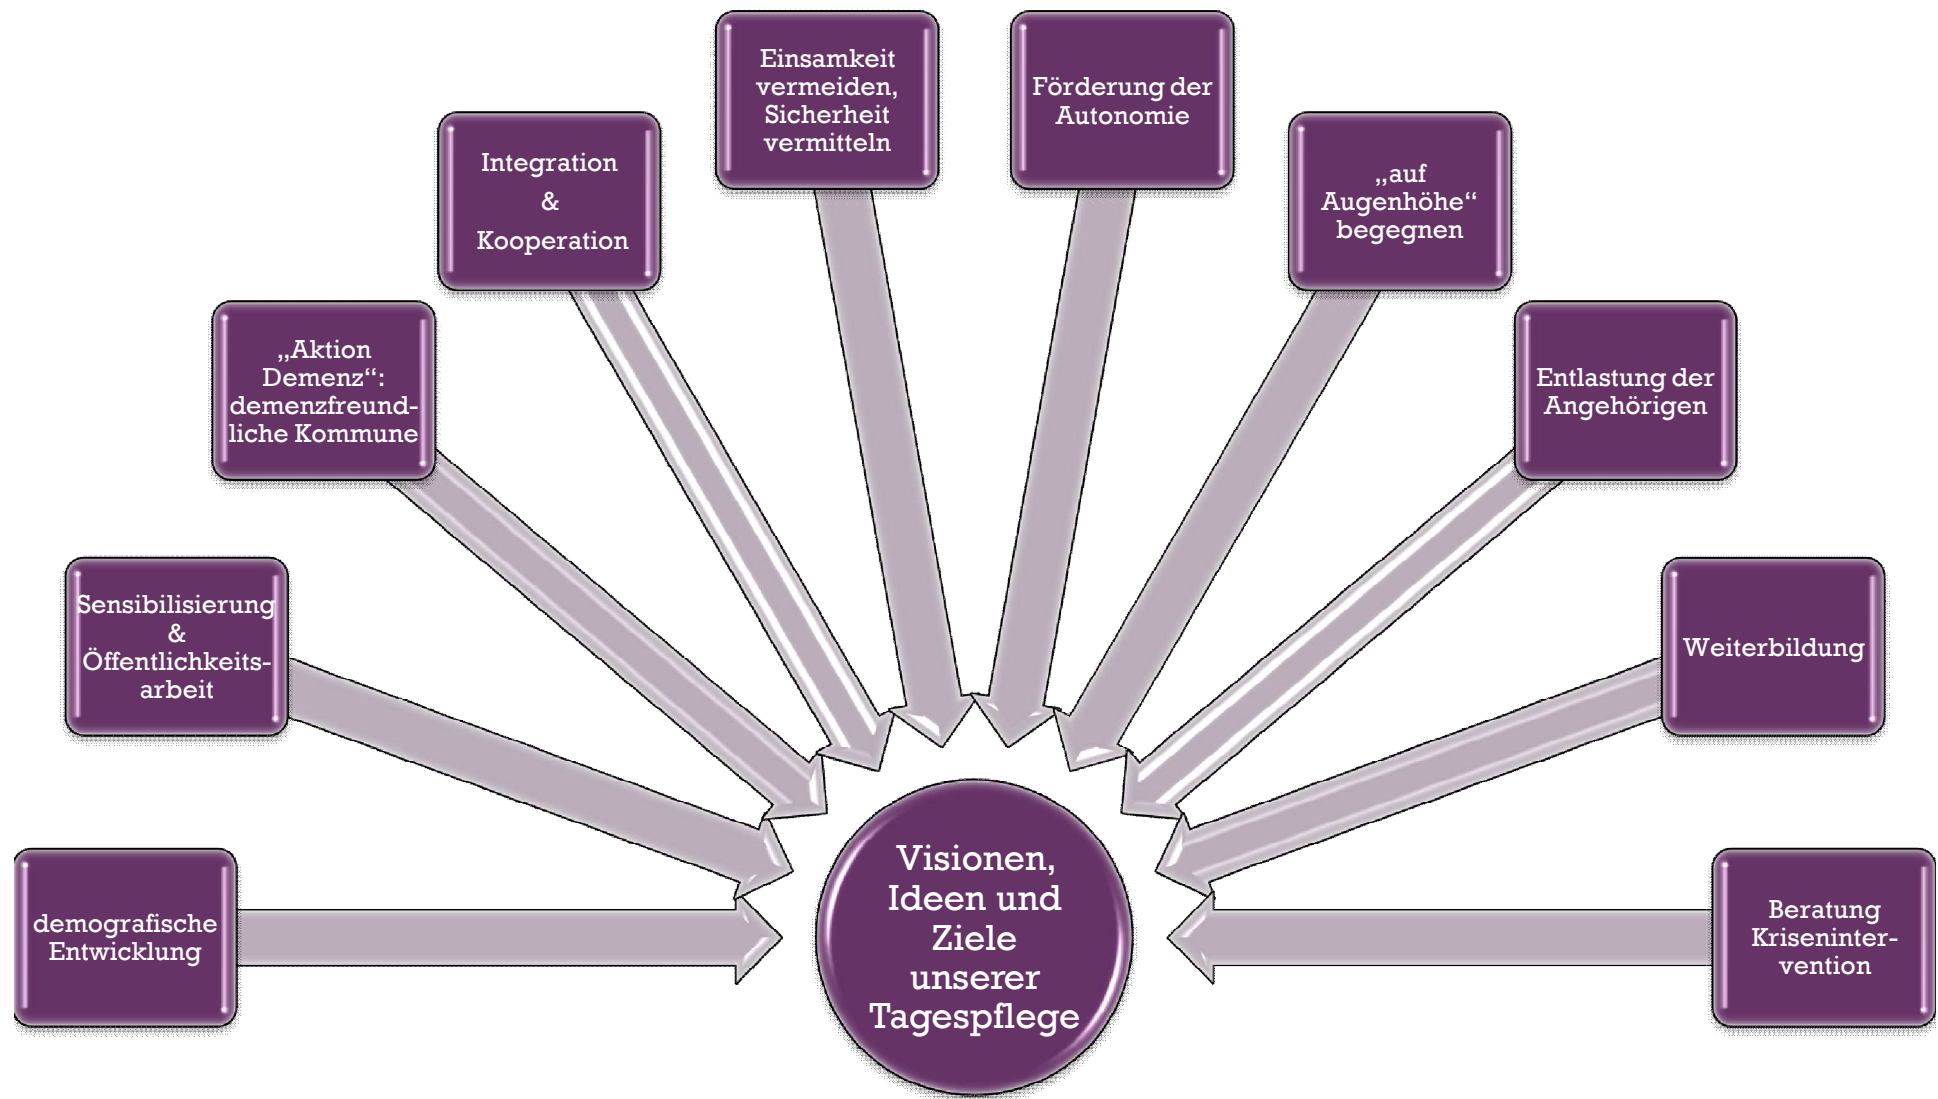 Einsamkeit
vermeiden,
Sicherheit
vermitteln
Förderung der
Autonomie
Integration
&
Kooperation
„auf
Augenhöhe“
begegnen
„Aktion
Demenz“:
demenzfreund-
liche Kommune
Entlastung der
Angehörigen
Sensibilisierung
&
Öffentlichkeits-
arbeit
Weiterbildung
demografische
Entwicklung
Visionen,
Ideen und
Ziele
unserer
Tagespflege
Beratung
Kriseninter-
vention